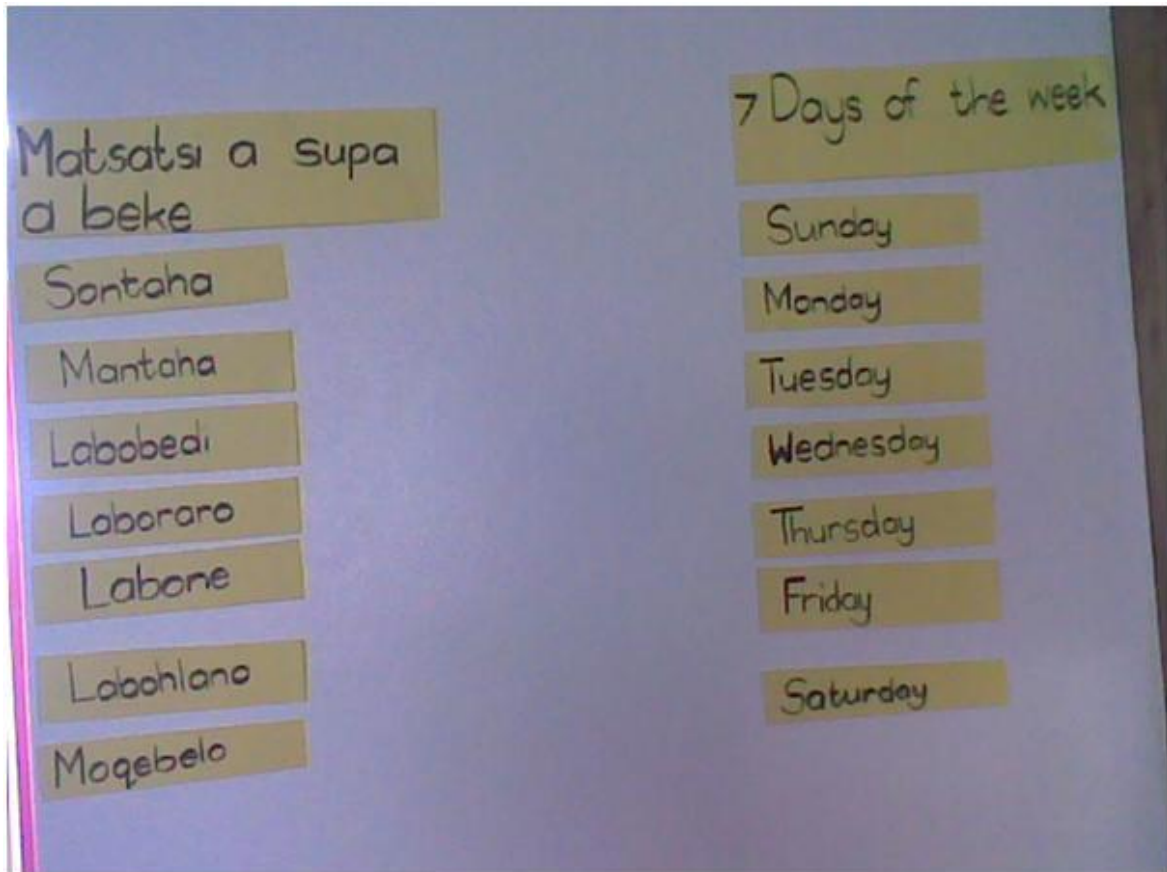 Matsatsi a supa
a beke
Sontaha
Mantaha
Labobedi
Laboraro
Labone
Labohlano
Moqebelo
7 Days of the week
Sunday
Monday
Tuesday
Wednesday
Thursday
Friday
Saturday